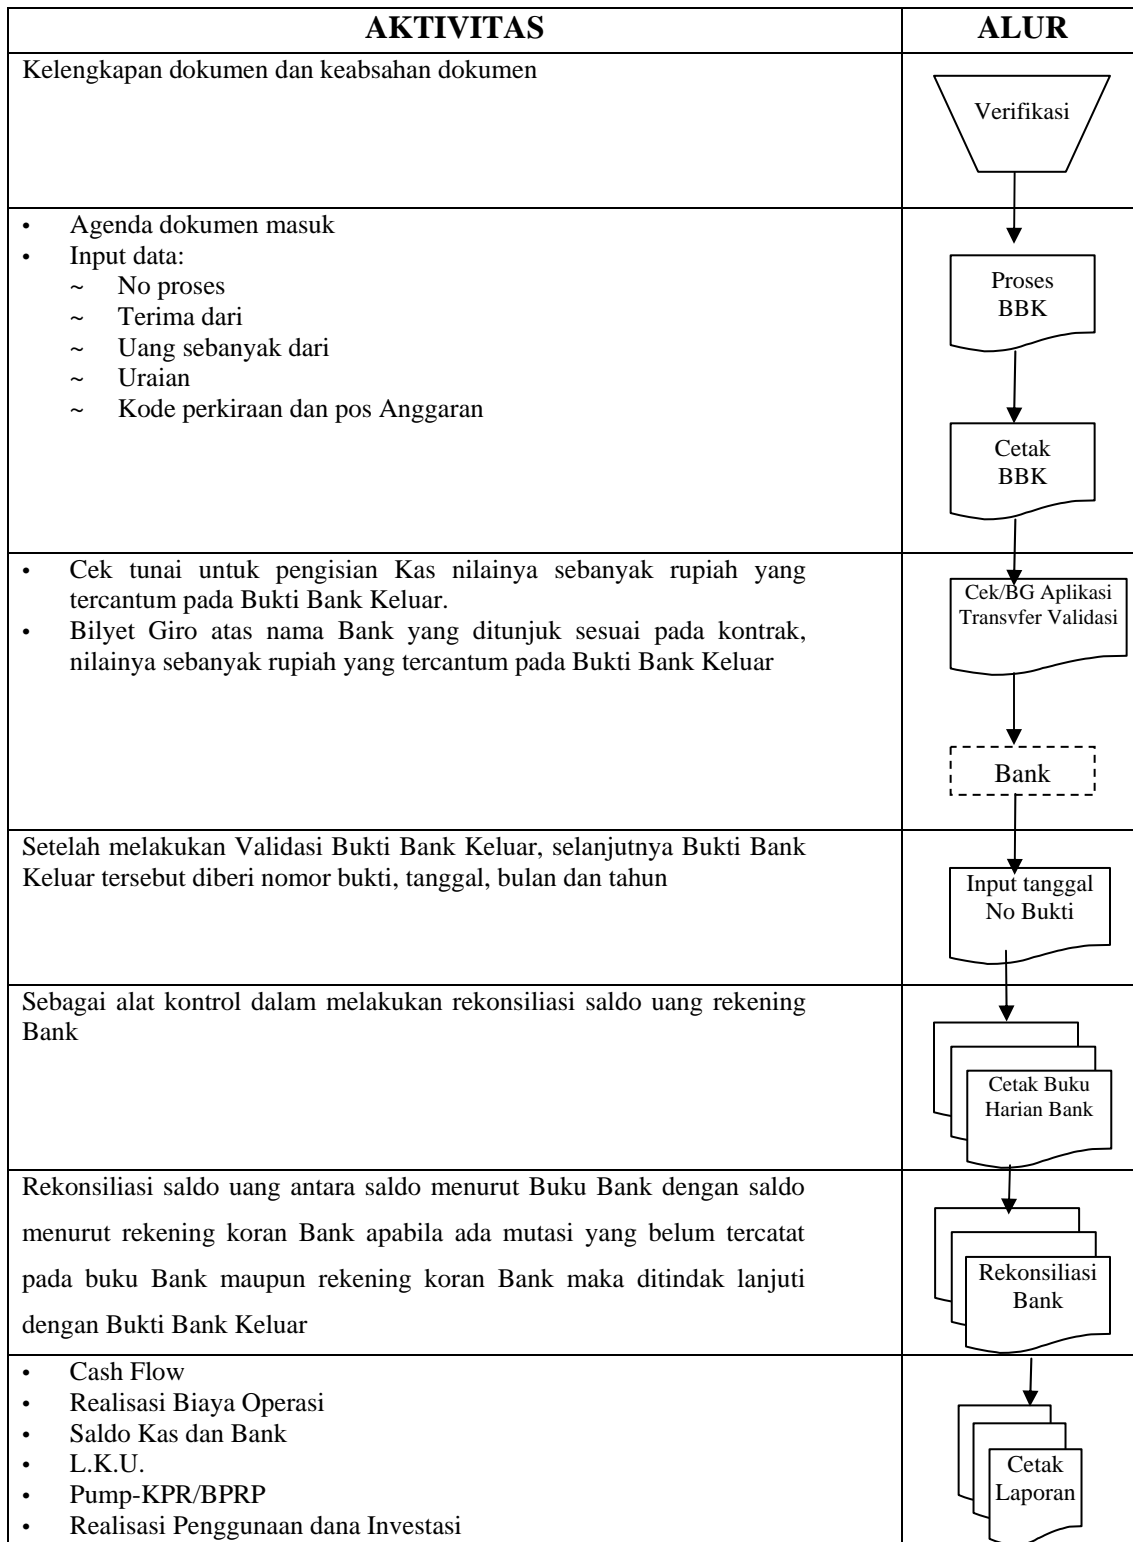 AKTIVITAS
ALUR
Kelengkapan dokumen dan keabsahan dokumen
Verifikasi
• Agenda dokumen masuk
• Input data:
~ No proses
~ Terima dari
~ Uang sebanyak dari
~ Uraian
~ Kode perkiraan dan pos Anggaran
Proses
BBK
Cetak
BBK
• Cek tunai untuk pengisian Kas nilainya sebanyak rupiah yang
tercantum pada Bukti Bank Keluar.
• Bilyet Giro atas nama Bank yang ditunjuk sesuai pada kontrak,
nilainya sebanyak rupiah yang tercantum pada Bukti Bank Keluar
Cek/BG Aplikasi
Transvfer Validasi
Bank
Setelah melakukan Validasi Bukti Bank Keluar, selanjutnya Bukti Bank
Keluar tersebut diberi nomor bukti, tanggal, bulan dan tahun
Input tanggal
No Bukti
Sebagai alat kontrol dalam melakukan rekonsiliasi saldo uang rekening
Bank
Cetak Buku
Harian Bank
Rekonsiliasi saldo uang antara saldo menurut Buku Bank dengan saldo
menurut rekening koran Bank apabila ada mutasi yang belum tercatat
pada buku Bank maupun rekening koran Bank maka ditindak lanjuti
dengan Bukti Bank Keluar
Rekonsiliasi
Bank
• Cash Flow
• Realisasi Biaya Operasi
• Saldo Kas dan Bank
• L.K.U.
• Pump-KPR/BPRP
• Realisasi Penggunaan dana Investasi
Cetak
Laporan